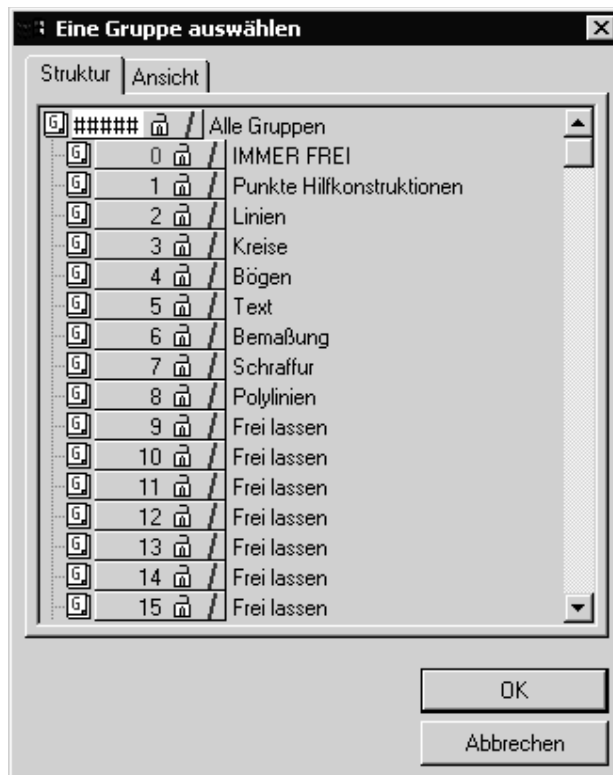 Eine Gruppe auswählen
Struktur Ansicht
G ##### Alle Gruppen
G 0 IMMER FREI
G 1 Punkte Hilfkonstruktionen
G 2 Linien
G 3 Kreise
G 4 Bögen
G 5 Text
G 6 Bemaßung
G 7 Schraffur
G 8 Polylinien
G 9 Frei lassen
G 10 Frei lassen
G 11 Frei lassen
G 12 Frei lassen
G 13 Frei lassen
G 14 Frei lassen
G 15 Frei lassen
OK
Abbrechen